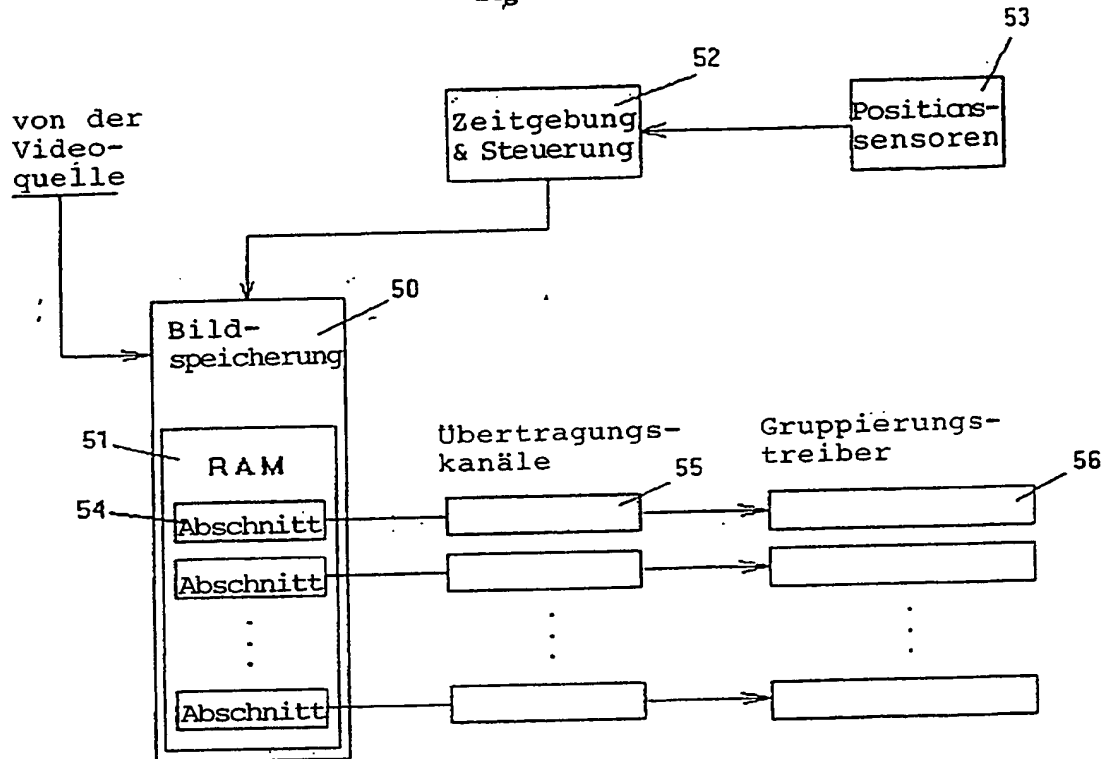 53
52
von der
Video-
quelle
Zeitgebung
& Steuerung
Positions-
sensoren
50
Bild-
speicherung
51
RAM
Übertragungs-
kanäle
Gruppierungs-
treiber
55
56
54
Abschnitt
Abschnitt
Abschnitt